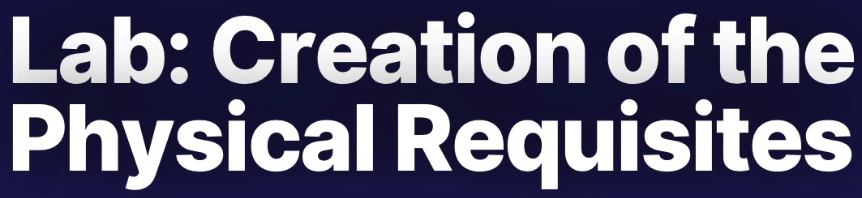 Lab: Creation of the
Physical Requisites